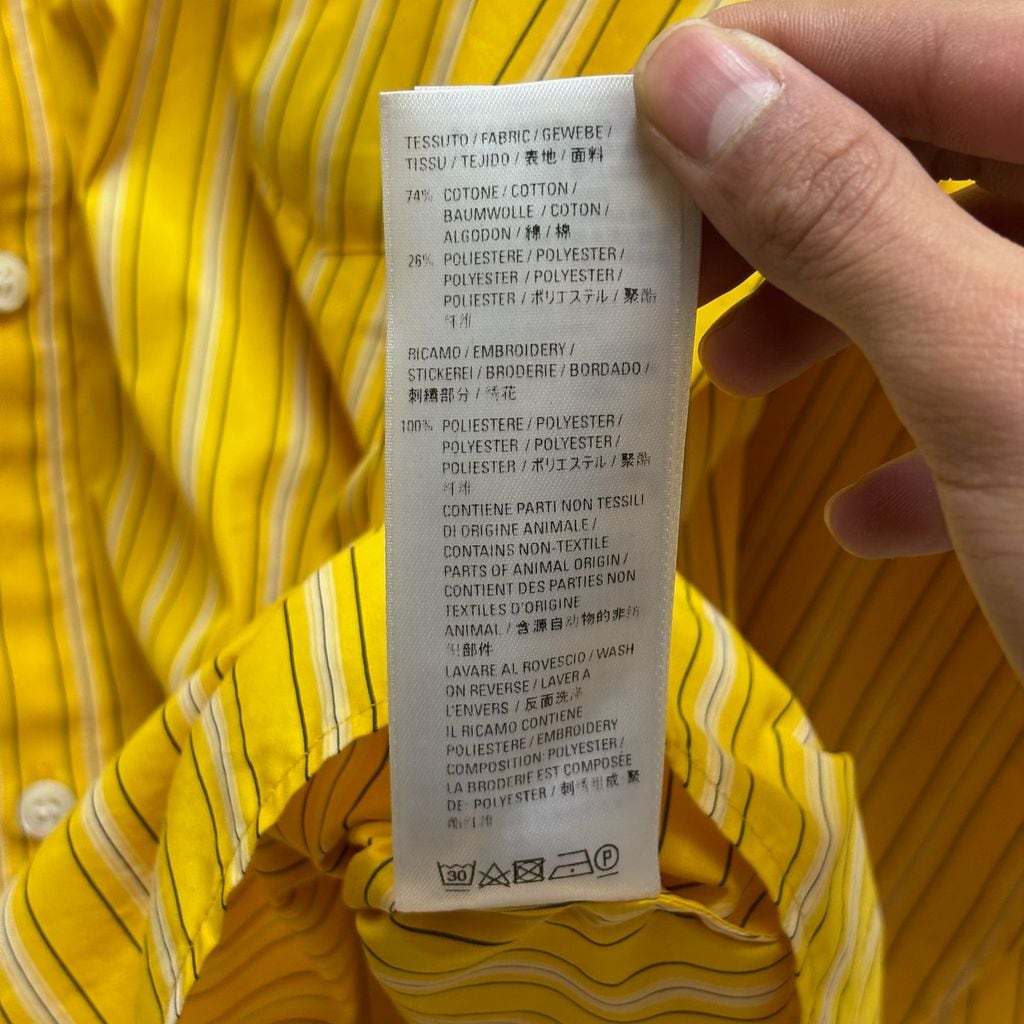 TESSUTO / FABRIC / GEWEBE /
TISSU / TEJIDO / 表地 / 面料
74% COTONE / COTTON /
BAUMWOLLE / COTON /
ALGODON / 綿 / 棉
26% POLIESTERE / POLYESTER /
POLYESTER / POLYESTER /
POLIESTER / ポリエステル / 聚酯
纤维
RICAMO / EMBROIDERY /
STICKEREI / BRODERIE / BORDADO /
刺繡部分 / 绣花
100% POLIESTERE / POLYESTER /
POLYESTER / POLYESTER /
POLIESTER / ポリエステル / 聚酯
纤维
CONTIENE PARTI NON TESSILI
DI ORIGINE ANIMALE /
CONTAINS NON-TEXTILE
PARTS OF ANIMAL ORIGIN /
CONTIENT DES PARTIES NON
TEXTILES D'ORIGINE
ANIMAL / 含源自动物的非纺
织部件
LAVARE AL ROVESCIO / WASH
ON REVERSE / LAVER A
L'ENVERS / 反面洗涤
IL RICAMO CONTIENE
POLIESTERE / EMBROIDERY
COMPOSITION: POLYESTER /
LA BRODERIE EST COMPOSÉE
DE: POLYESTER / 刺绣组成: 聚
酯纤维
30 P